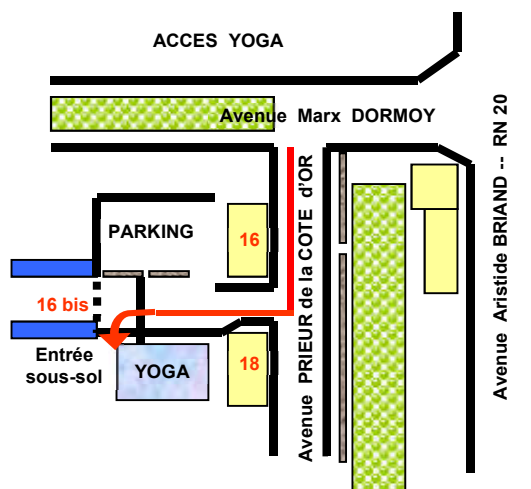 ACCES YOGA
Avenue Marx DORMOY
Avenue Aristide BRIAND -- RN 20
Avenue PRIEUR de la COTE d'OR
PARKING
16
16 bis
Entrée
sous-sol
YOGA
18